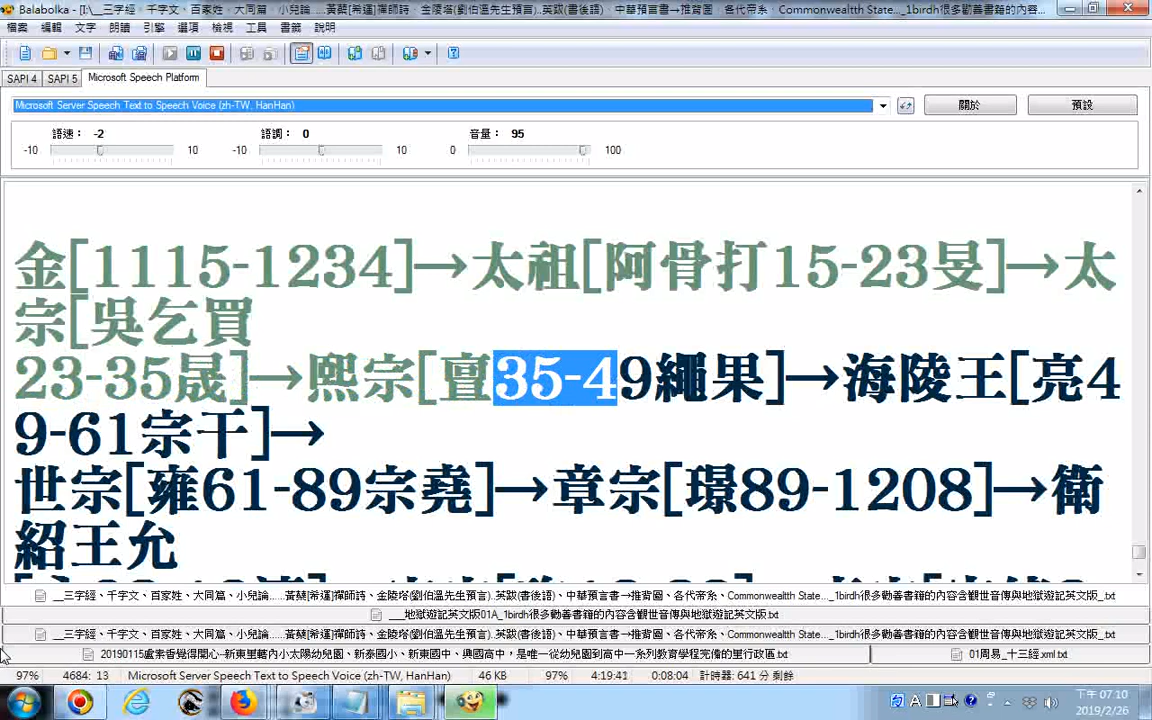 Balabolka - [I:\__三字經、千字文、百家姓、大同篇、小兒論.....黃蘗[希運]禪師詩、金陵塔(劉伯溫先生預言)..英釱(書後語)、中華預言書→推背圖、各代帝系、Commonwealtth State..._1birdh很多勸善書籍的內容...
檔案 編輯 文字 朗讀 引擎 選項 檢視 工具 書籤 說明
SAPI 4 SAPI 5 Microsoft Speech Platform
Microsoft Server Speech Text to Speech Voice (zh-TW, HanHan)
關於 預設
語速： -2 語調： 0 音量： 95
-10 10 -10 10 0 100
金[1115-1234]→太祖[阿骨打15-23旻]→太
宗[吳乞買
23-35晟]→熙宗[亶35-49繩果]→海陵王[亮4
9-61宗干]→
世宗[雍61-89宗堯]→章宗[璟89-1208]→衛
紹王允
__三字經、千字文、百家姓、大同篇、小兒論.....黃蘗[希運]禪師詩、金陵塔(劉伯溫先生預言)..英釱(書後語)、中華預言書→推背圖、各代帝系、Commonwealtth State..._1birdh很多勸善書籍的內容含觀世音傳與地獄遊記英文版_.txt
___地獄遊記英文版01A_1birdh很多勸善書籍的內容含觀世音傳與地獄遊記英文版.txt
__三字經、千字文、百家姓、大同篇、小兒論.....黃蘗[希運]禪師詩、金陵塔(劉伯溫先生預言)..英釱(書後語)、中華預言書→推背圖、各代帝系、Commonwealtth State..._1birdh很多勸善書籍的內容含觀世音傳與地獄遊記英文版_.txt
20190115盧素香覺得開心--新東里轄內小太陽幼兒園、新泰國小、新東國中、興國高中，是唯一從幼兒園到高中一系列教育學程完備的里行政區.txt 01周易_十三經.xml.txt
97% 4684: 13 Microsoft Server Speech Text to Speech Voice (zh-TW, HanHan) 46 KB 97% 4:19:41 0:08:04 計時器: 641 分 剩餘
下午 07:10
2019/2/26